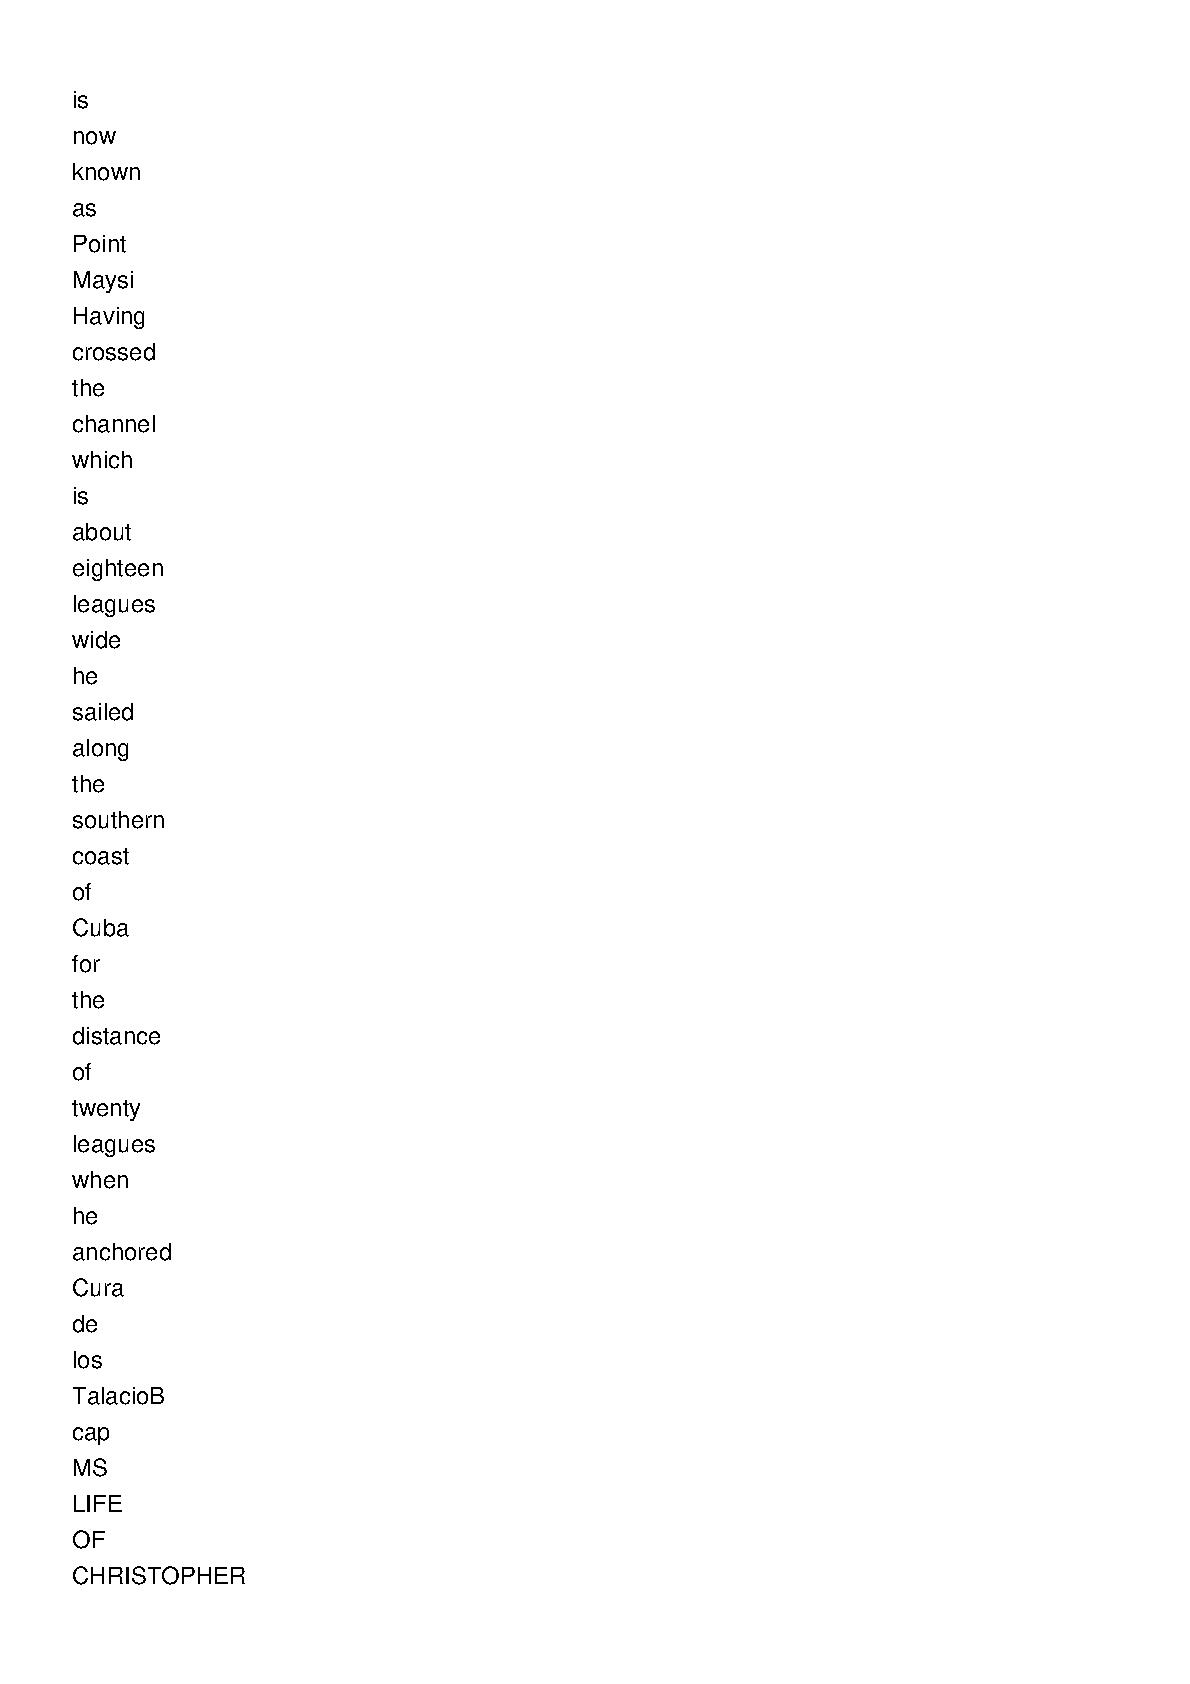 is
now
known
as
Point
Maysi
Having
crossed
the
channel
which
is
about
eighteen
leagues
wide
he
sailed
along
the
southern
coast
of
Cuba
for
the
distance
of
twenty
leagues
when
he
anchored
Cura
de
los
TalacioB
cap
MS
LIFE
OF
CHRISTOPHER